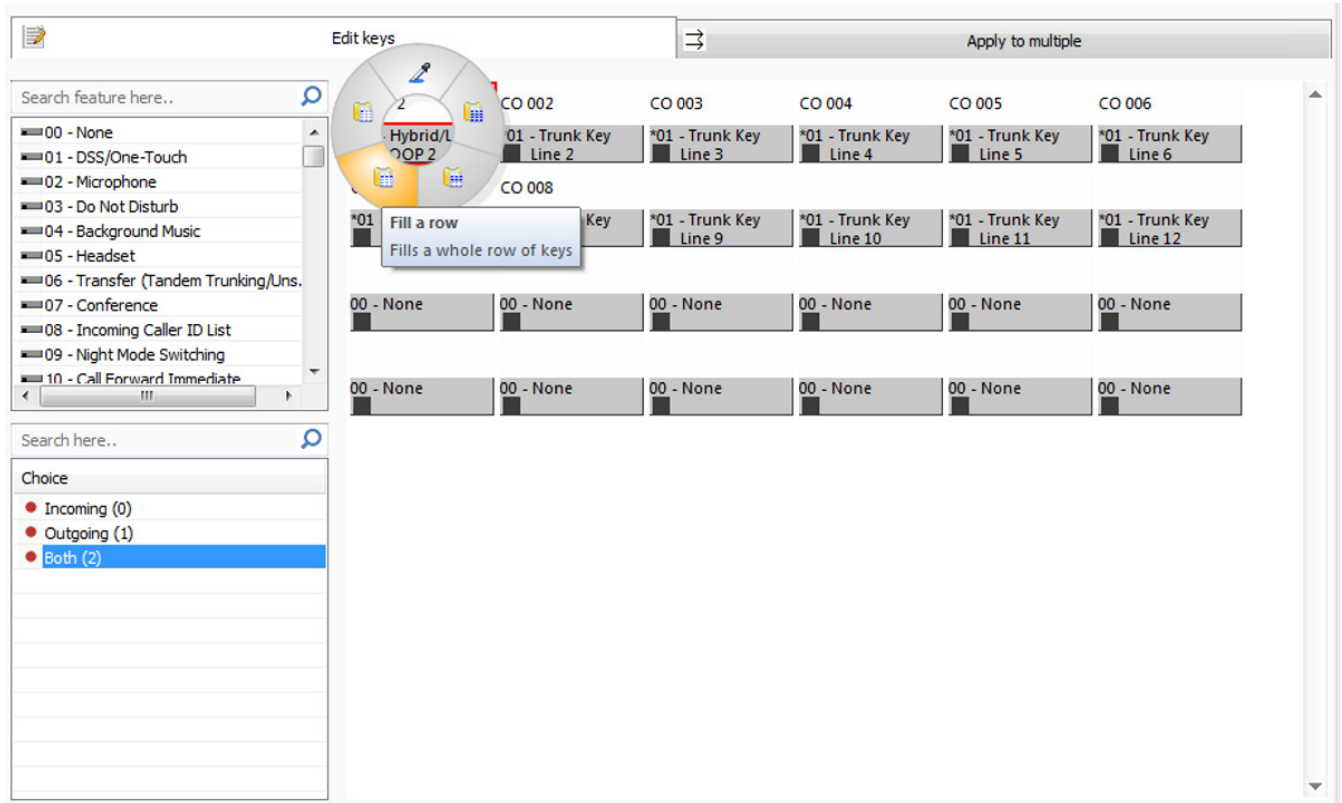 Edit keys
Apply to multiple
Search feature here..
00 - None
01 - DSS/One-Touch
02 - Microphone
03 - Do Not Disturb
04 - Background Music
05 - Headset
06 - Transfer (Tandem Trunking/Uns.
07 - Conference
08 - Incoming Caller ID List
09 - Night Mode Switching
10 - Call Forward Immediate
Search here..
Choice
Incoming (0)
Outgoing (1)
Both (2)
2
Hybrid/L
OOP 2
CO 002
CO 003
CO 004
CO 005
CO 006
*01 - Trunk Key
Line 2
*01 - Trunk Key
Line 3
*01 - Trunk Key
Line 4
*01 - Trunk Key
Line 5
*01 - Trunk Key
Line 6
CO 008
*01
Key
*01 - Trunk Key
Line 9
*01 - Trunk Key
Line 10
*01 - Trunk Key
Line 11
*01 - Trunk Key
Line 12
Fill a row
Fills a whole row of keys
00 - None
00 - None
00 - None
00 - None
00 - None
00 - None
00 - None
00 - None
00 - None
00 - None
00 - None
00 - None